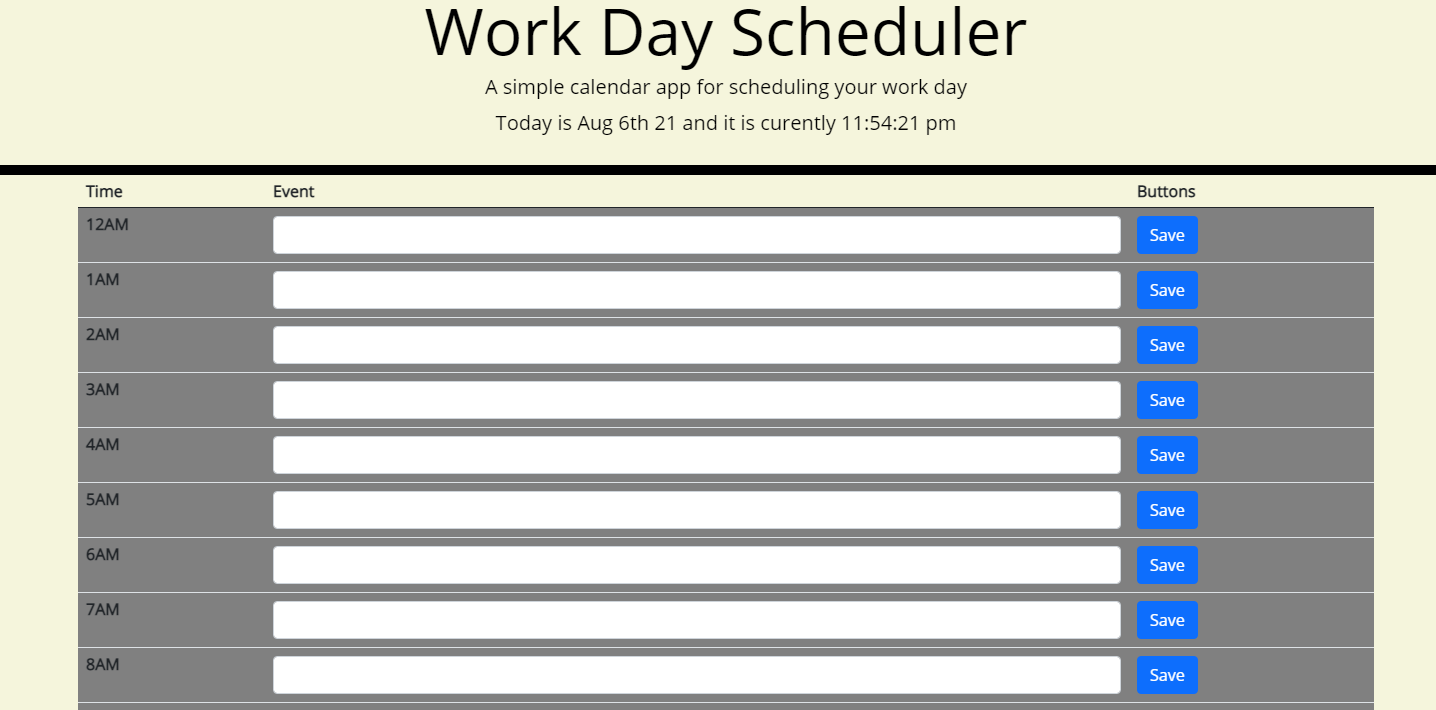 Work Day Scheduler
A simple calendar app for scheduling your work day
Today is Aug 6th 21 and it is curently 11:54:21 pm
Time Event Buttons
12AM Save
1AM Save
2AM Save
3AM Save
4AM Save
5AM Save
6AM Save
7AM Save
8AM Save